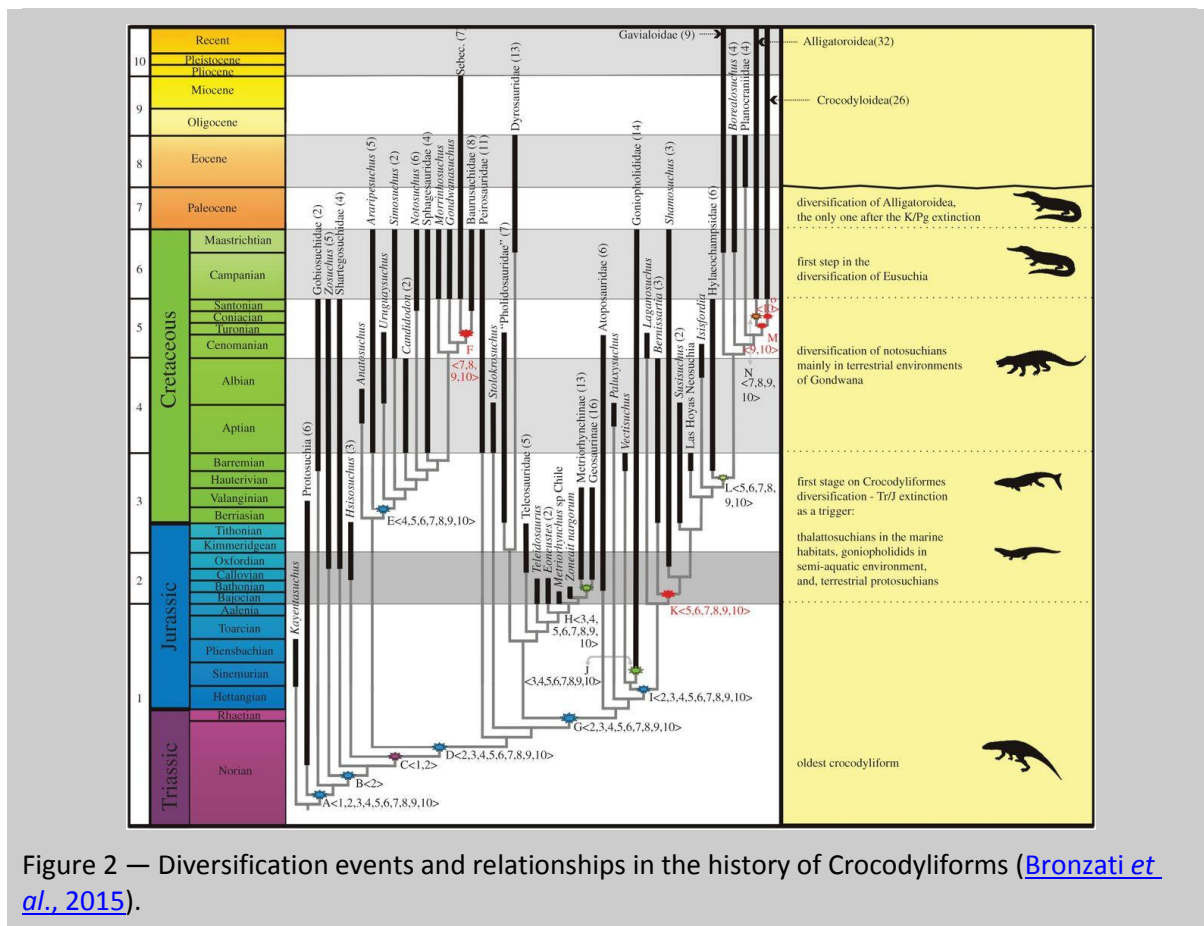 Recent
10
Pleistocene
Pliocene
Miocene
9
Oligocene
8
Eocene
7
Paleocene
Cretaceous
Maastrichtian
6
Campanian
Santonian
Coniacian
5
Turonian
Cenomanian
Albian
4
Aptian
Barremian
Hauterivian
3
Valanginian
Berriasian
Jurassic
Tithonian
Kimmeridgean
Oxfordian
Callovian
2
Bathonian
Bajocian
Aalenia
Toarcian
Pliensbachian
Sinemurian
1
Hettangian
Triassic
Rhaetian
Norian
Kayentasuchus
Protosuchia (6)
Gobiosuchidae (2)
Zosuchus (5)
Shartegosuchidae (4)
Hsisosuchus (3)
Anatosuchus
Araripesuchus (5)
Uruguaysuchus
Simosuchus (2)
Candidodon (2)
Notosuchus (6)
Sphagesauridae (4)
Morrinhosuchus
Gondwanasuchus
Sebec. (7)
Baurusuchidae (8)
Peirosauridae (11)
Stolokrosuchus
"Pholidosauridae" (7)
Dyrosauridae (13)
Teleosauridae (5)
Teleidosaurus
Eoneustes (2)
Metriorhynchus sp Chile
Zoneait nargorum
Metriorhynchinae (13)
Geosaurinae (16)
Atoposauridae (6)
Paluxysuchus
Vectisuchus
Goniopholididae (14)
Laganosuchus
Bernissartia (3)
Shamosuchus (3)
Susisuchus (2)
Las Hoyas Neosuchia
Isisfordia
Hylaeochampsidae (6)
Gavialoidae (9)
Borealosuchus (4)
Planocraniidae (4)
Alligatoroidea(32)
Crocodyloidea(26)
F
<7,8,
9,10>
M
<9,10>
N
<7,8,9,
10>
L<5,6,7,8,
9,10>
E<4,5,6,7,8,9,10>
H<3,4,
5,6,7,8,9,
10>
K<5,6,7,8,9,10>
J
<3,4,5,6,7,8,9,10>
I<2,3,4,5,6,7,8,9,10>
G<2,3,4,5,6,7,8,9,10>
D<2,3,4,5,6,7,8,9,10>
C<1,2>
B<2>
A<1,2,3,4,5,6,7,8,9,10>
diversification of Alligatoroidea,
the only one after the K/Pg extinction
first step in the
diversification of Eusuchia
diversification of notosuchians
mainly in terrestrial environments
of Gondwana
first stage on Crocodyliformes
diversification - Tr/J extinction
as a trigger:
thalattosuchians in the marine
habitats, goniopholidids in
semi-aquatic environment,
and, terrestrial protosuchians
oldest crocodyliform
Figure 2 — Diversification events and relationships in the history of Crocodyliforms (Bronzati et
al., 2015).